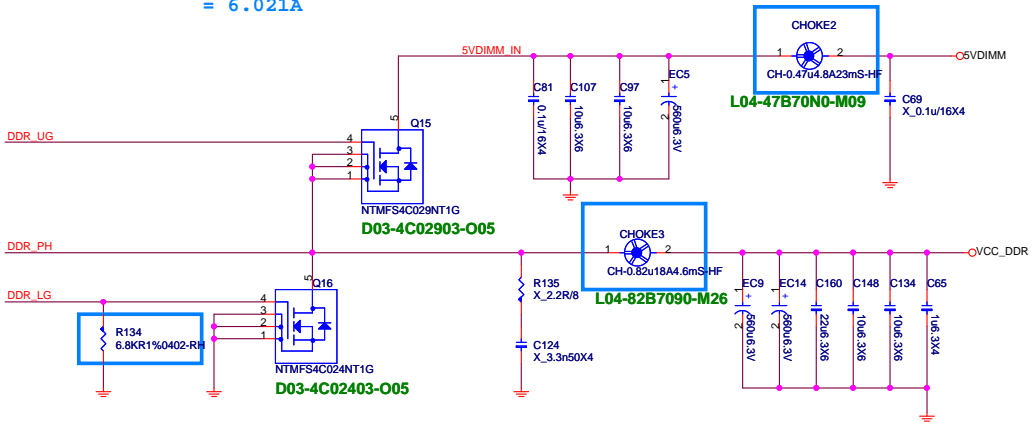 = 6.021A
CHOKE2
1
2
CH-0.47u4.8A23mS-HF
L04-47B70N0-M09
5VDIMM_IN
5VDIMM
C81
0.1u/16X4
C107
10u6.3X6
C97
10u6.3X6
EC5
1
+
2
560u6.3V
C69
X_0.1u/16X4
DDR_UG
5
Q15
4
3
2
1
NTMFS4C029NT1G
D03-4C02903-O05
DDR_PH
CHOKE3
1
2
CH-0.82u18A4.6mS-HF
L04-82B7090-M26
VCC_DDR
DDR_LG
5
Q16
4
3
2
1
NTMFS4C024NT1G
D03-4C02403-O05
R134
6.8KR1%0402-RH
R135
X_2.2R/8
C124
X_3.3n50X4
EC9
1
+
2
560u6.3V
EC14
1
+
2
560u6.3V
C160
22u6.3X6
C148
10u6.3X6
C134
10u6.3X6
C65
1u6.3X4